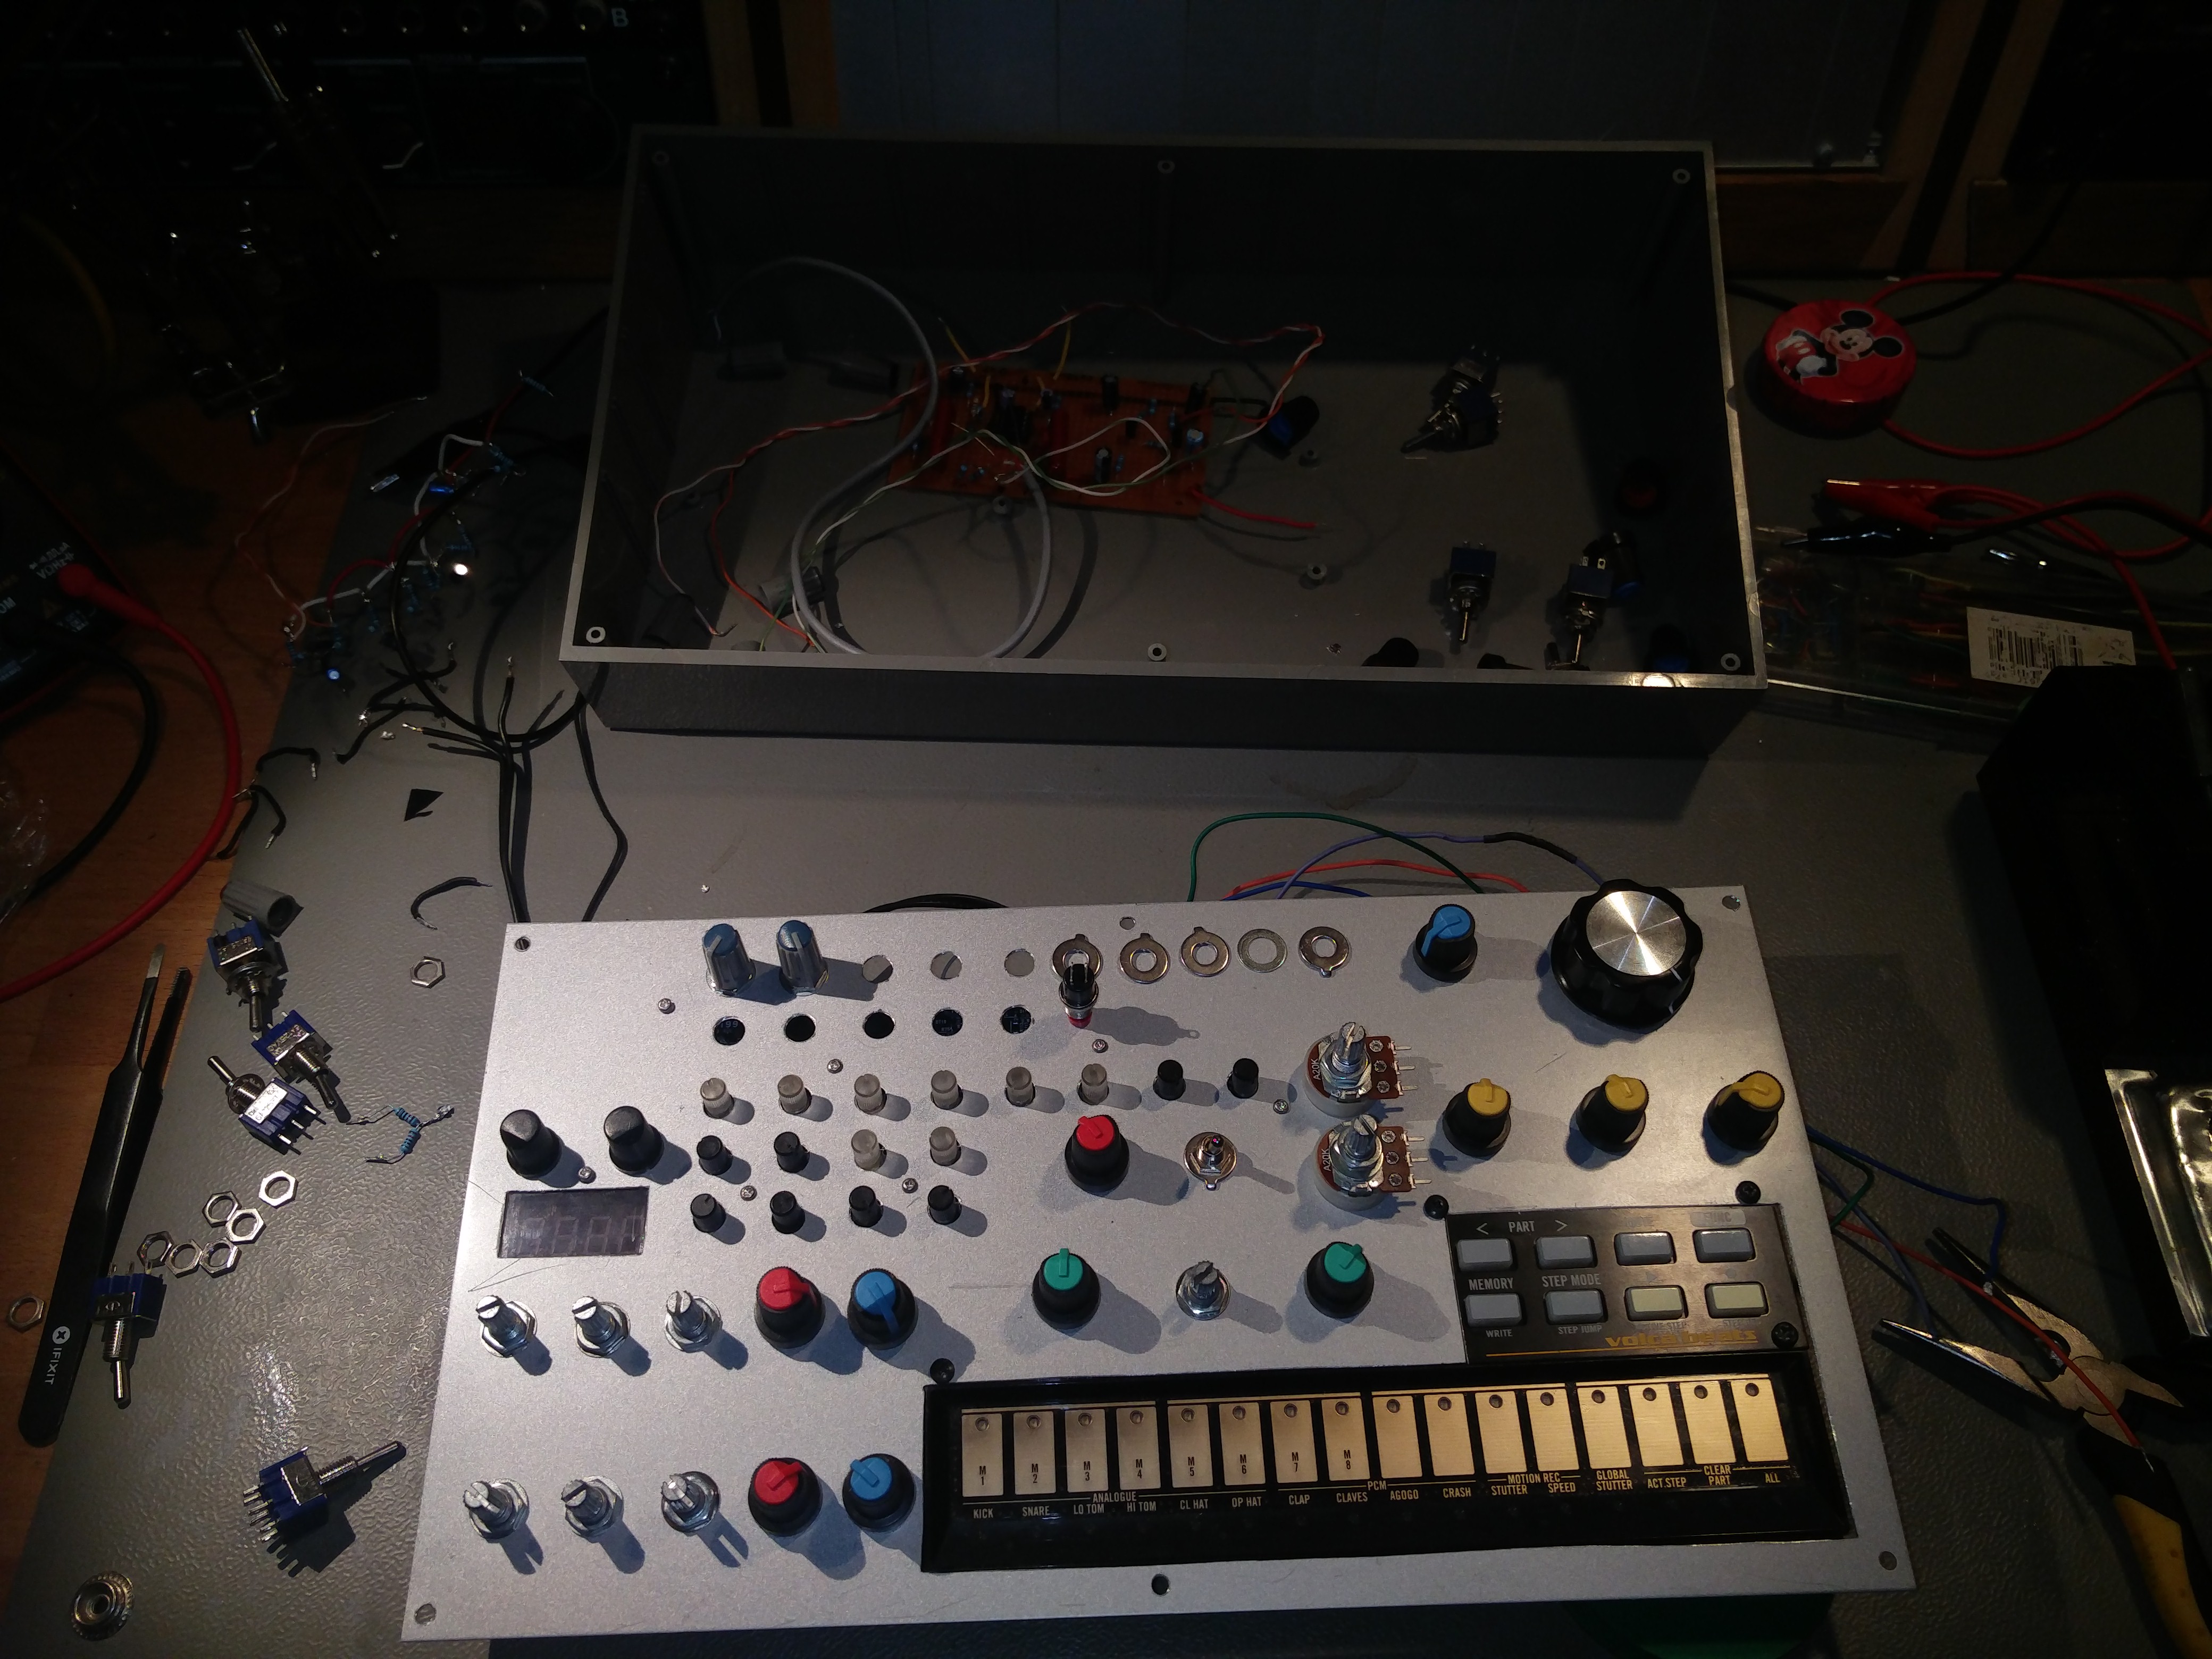 B
A20K
A20K
< PART >
MEMORY STEP MODE
WRITE STEP JUMP
volca beats
M 1 M 2 M 3 M 4 M 5 M 6 M 7 M 8
ANALOGUE PCM MOTION REC GLOBAL CLEAR
KICK SNARE LO TOM HI TOM CL HAT OP HAT CLAP CLAVES AGOGO CRASH STUTTER SPEED STUTTER ACT.STEP PART ALL
IFIXIT